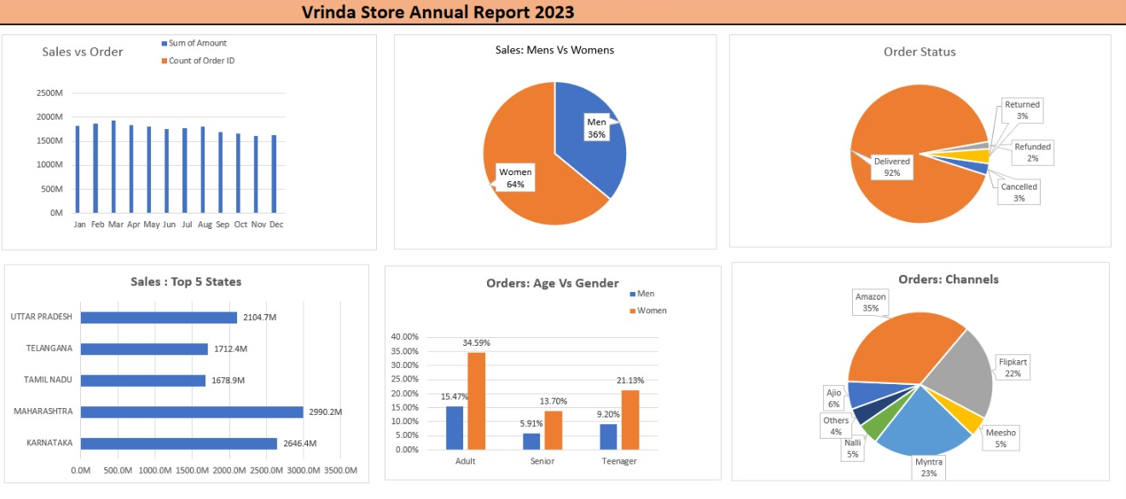 Vrinda Store Annual Report 2023
Sales vs Order
Sum of Amount
Count of Order ID
2500M
2000M
1500M
1000M
500M
0M
Jan Feb Mar Apr May Jun Jul Aug Sep Oct Nov Dec
Sales: Mens Vs Womens
Men
36%
Women
64%
Order Status
Returned
3%
Refunded
2%
Delivered
92%
Cancelled
3%
Sales : Top 5 States
UTTAR PRADESH 2104.7M
TELANGANA 1712.4M
TAMIL NADU 1678.9M
MAHARASHTRA 2990.2M
KARNATAKA 2646.4M
0.0M 500.0M 1000.0M 1500.0M 2000.0M 2500.0M 3000.0M 3500.0M
Orders: Age Vs Gender
Men
Women
40.00%
35.00%
30.00%
25.00%
20.00%
15.00%
10.00%
5.00%
0.00%
15.47% 34.59% 5.91% 13.70% 9.20% 21.13%
Adult Senior Teenager
Orders: Channels
Amazon
35%
Flipkart
22%
Ajio
6%
Others
4%
Nalli
5%
Meesho
5%
Myntra
23%